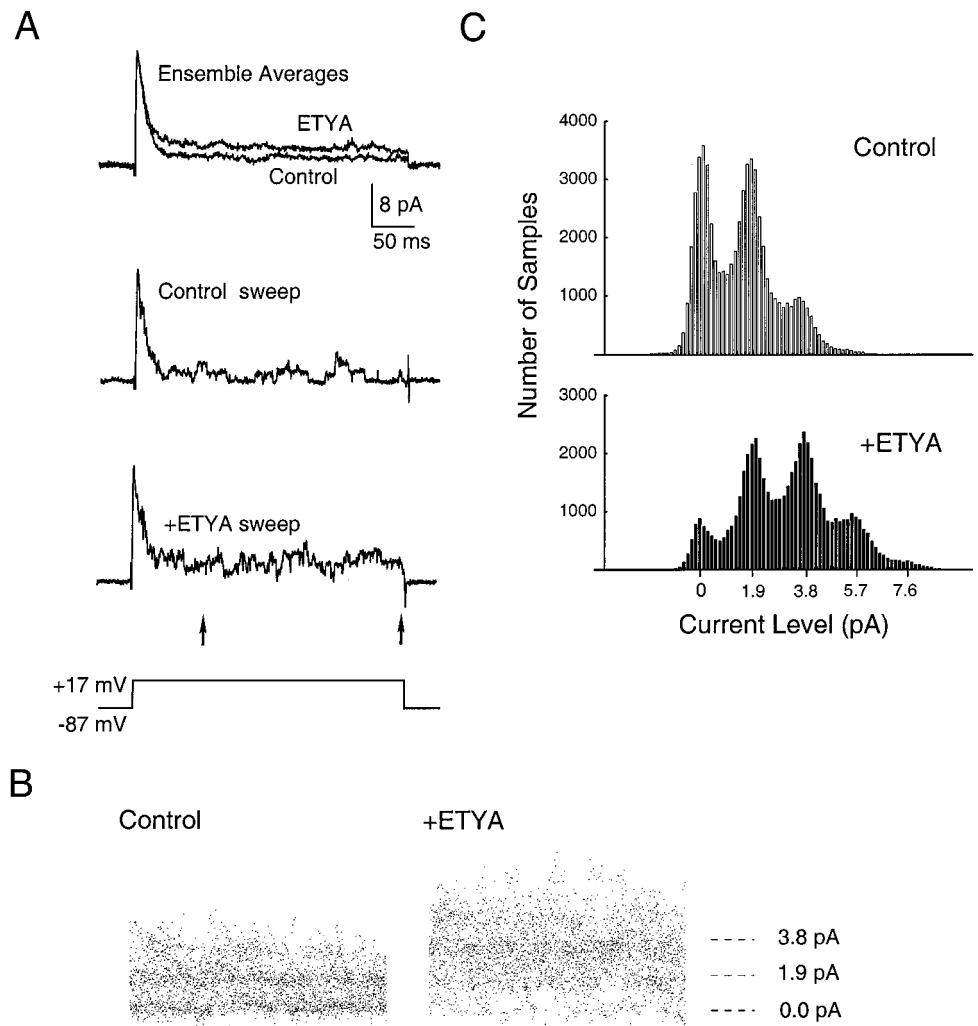 A
Ensemble Averages
ETYA
Control
8 pA
50 ms
Control sweep
+ETYA sweep
+17 mV
-87 mV
B
Control
+ETYA
3.8 pA
1.9 pA
0.0 pA
C
Control
4000
3000
2000
1000
Number of Samples
+ETYA
3000
2000
1000
0 1.9 3.8 5.7 7.6
Current Level (pA)